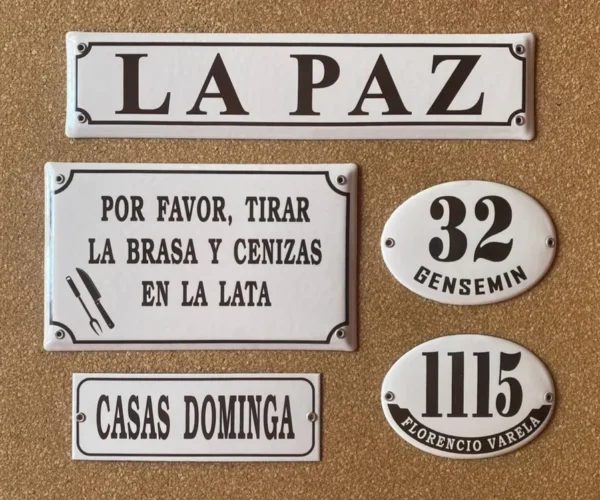 LA PAZ
POR FAVOR, TIRAR
LA BRASA Y CENIZAS
EN LA LATA
32
GENSEMIN
CASAS DOMINGA
1115
FLORENCIO VARELA